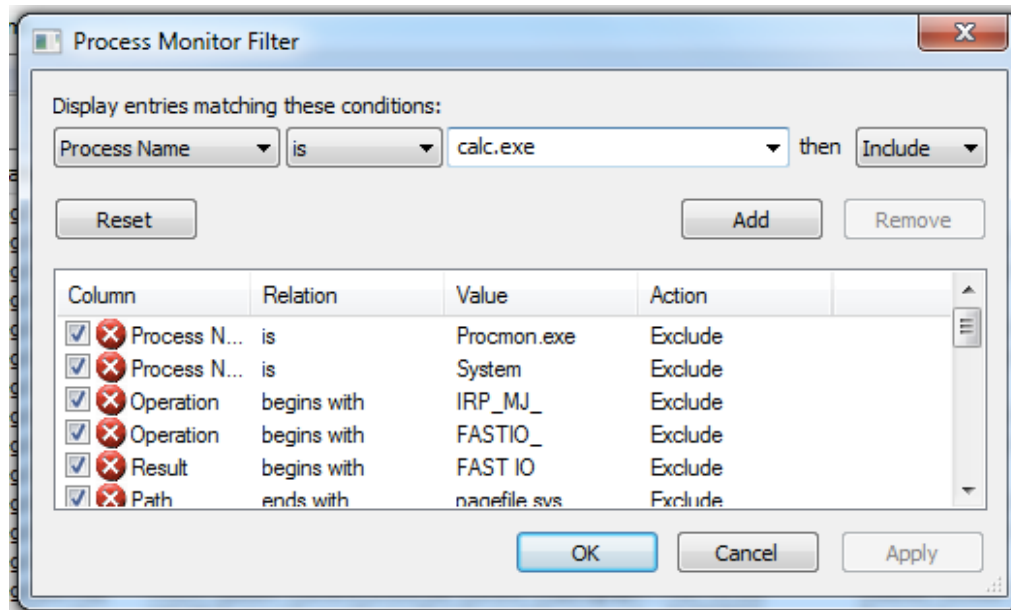 Process Monitor Filter
Display entries matching these conditions:
Process Name is calc.exe then Include
Reset Add Remove
Column Relation Value Action
Process N... is Procmon.exe Exclude
Process N... is System Exclude
Operation begins with IRP_MJ_ Exclude
Operation begins with FASTIO_ Exclude
Result begins with FAST IO Exclude
Path ends with pagefile.sys Exclude
OK Cancel Apply